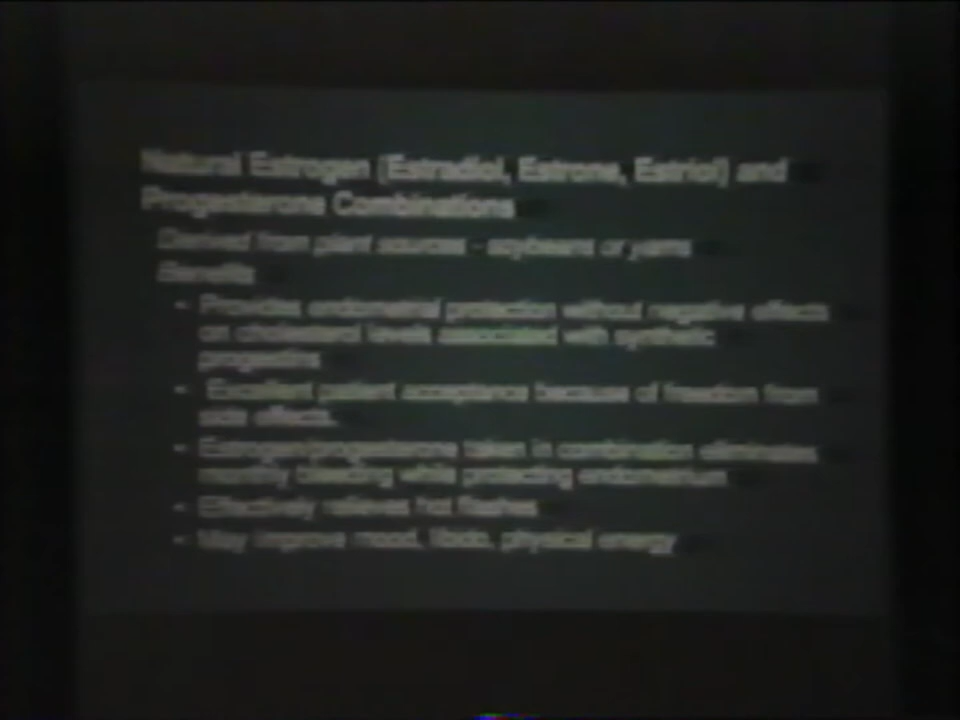 Natural Estrogen (Estradiol, Estrone, Estriol) and
Progesterone Combinations
Derived from plant sources - soybeans or yams
Benefits
- Provides endometrial protection without negative effects
on cholesterol levels associated with synthetic
progestins
- Excellent patient acceptance because of freedom from
side effects.
- Estrogen/progesterone taken in combination eliminates
monthly bleeding while protecting endometrium
- Effectively relieves hot flashes
- May improve mood, libido, physical energy